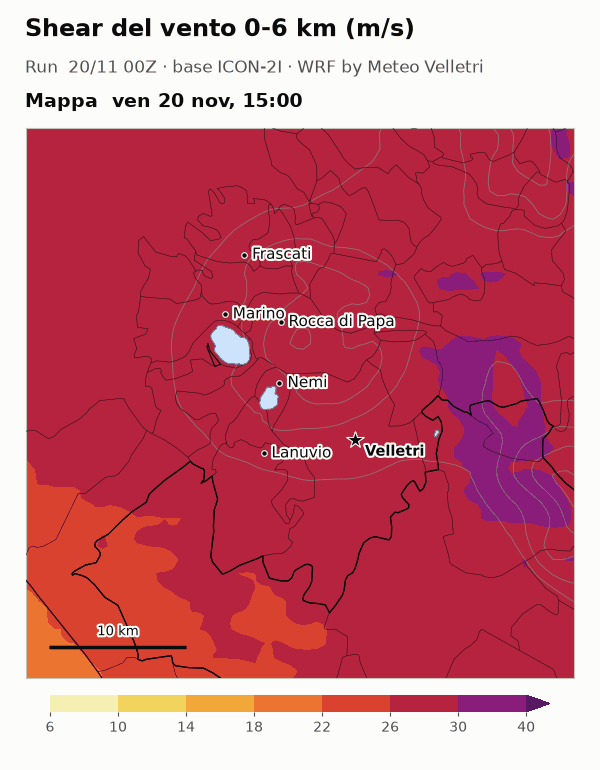 Shear del vento 0-6 km (m/s)
Run  20/11 00Z · base ICON-2I · WRF by Meteo Velletri
Mappa  ven 20 nov, 15:00
Frascati
Marino
Rocca di Papa
Nemi
Velletri
Lanuvio
10 km
6 10 14 18 22 26 30 40